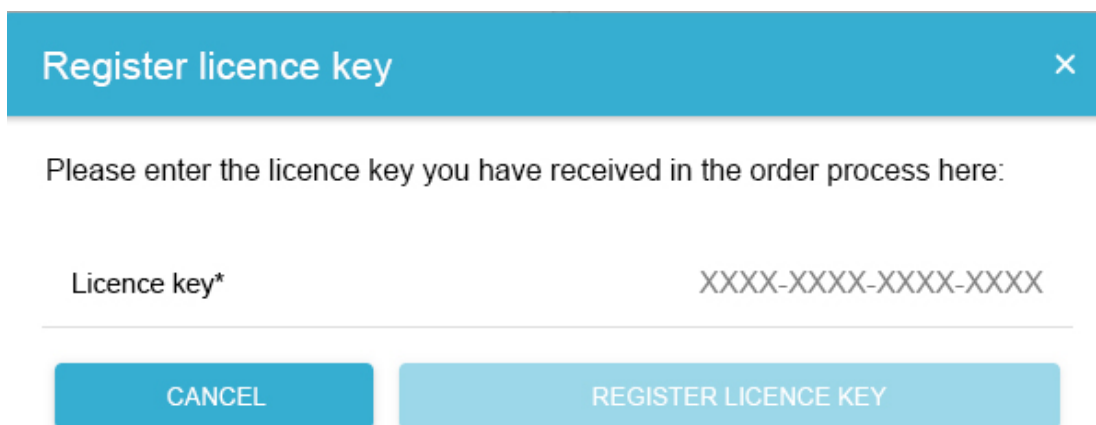 Register licence key ×
Please enter the licence key you have received in the order process here:
Licence key* XXXX-XXXX-XXXX-XXXX
CANCEL REGISTER LICENCE KEY